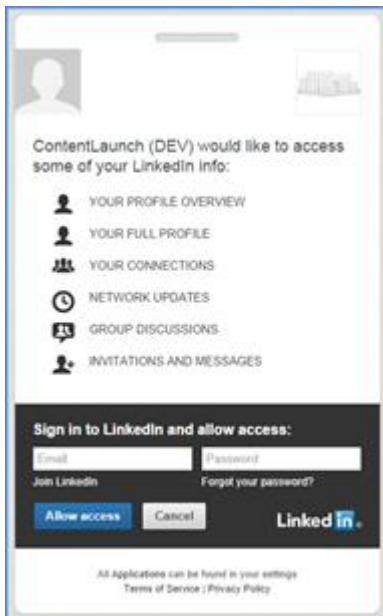 ContentLaunch (DEV) would like to access
some of your LinkedIn info:
YOUR PROFILE OVERVIEW
YOUR FULL PROFILE
YOUR CONNECTIONS
NETWORK UPDATES
GROUP DISCUSSIONS
INVITATIONS AND MESSAGES
Sign in to LinkedIn and allow access:
Email Password
Join LinkedIn Forgot your password?
Allow access Cancel LinkedIn
All Applications can be found in your settings
Terms of Service | Privacy Policy